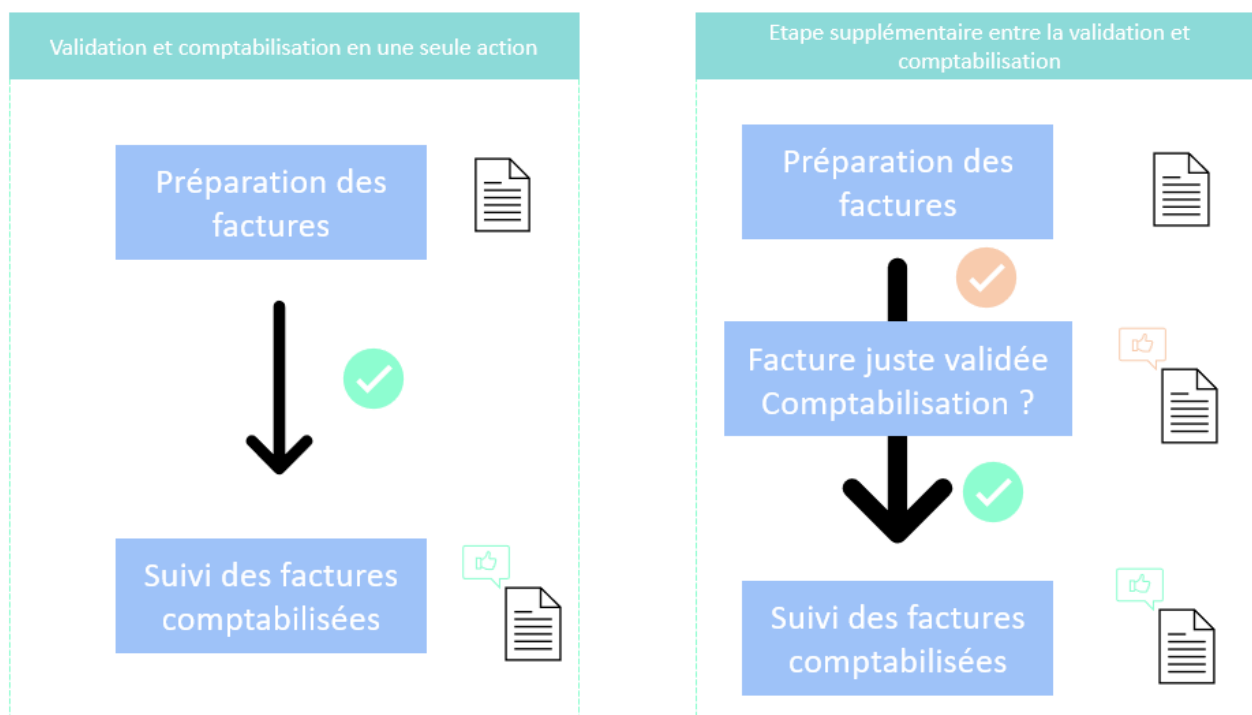 Validation et comptabilisation en une seule action
Préparation des
factures
Suivi des factures
comptabilisées
Etape supplémentaire entre la validation et
comptabilisation
Préparation des
factures
Facture juste validée
Comptabilisation ?
Suivi des factures
comptabilisées